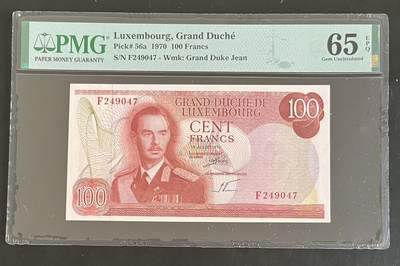 PMG
PAPER MONEY GUARANTY
Luxembourg, Grand Duché
Pick# 56a 1970 100 Francs
S/N F249047 - Wmk: Grand Duke Jean
65 EPQ
Gem Uncirculated
F249047
GRAND-DUCHÉ DE
LUXEMBOURG
100
CENT
FRANCS
F249047
100